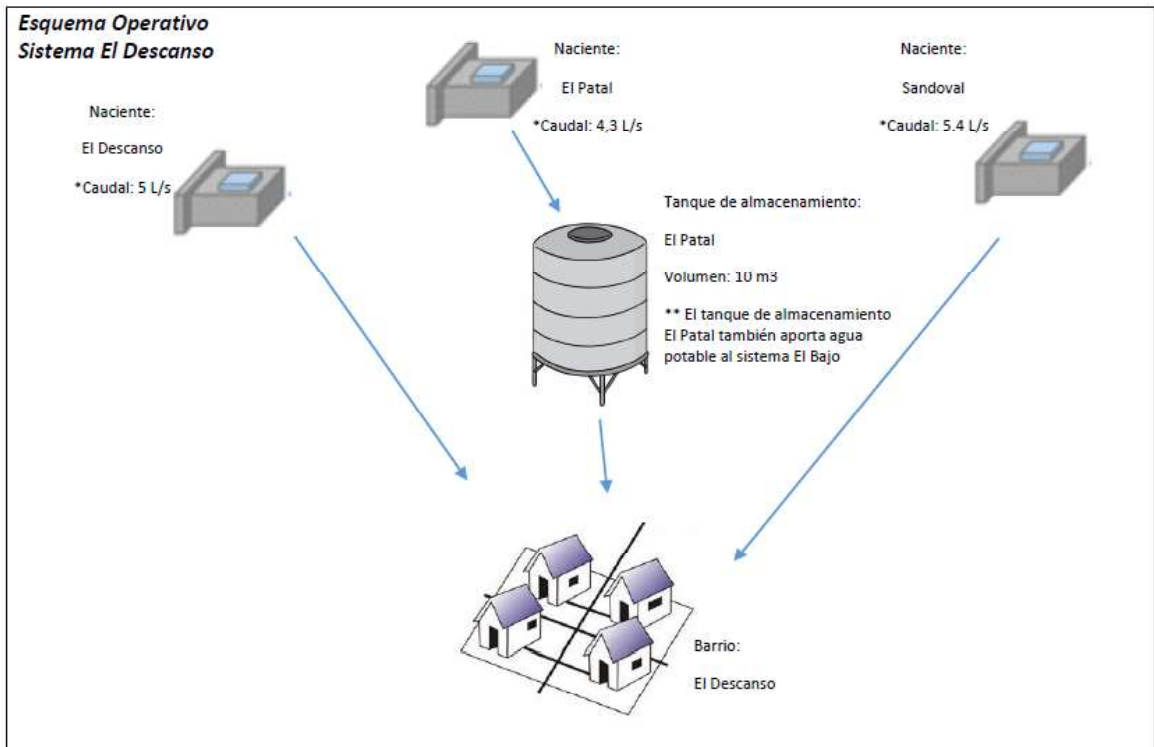 Esquema Operativo
Sistema El Descanso
Naciente:
El Descanso
*Caudal: 5 L/s
Naciente:
El Patal
*Caudal: 4,3 L/s
Naciente:
Sandoval
*Caudal: 5.4 L/s
Tanque de almacenamiento:
El Patal
Volumen: 10 m3
** El tanque de almacenamiento
El Patal también aporta agua
potable al sistema El Bajo
Barrio:
El Descanso